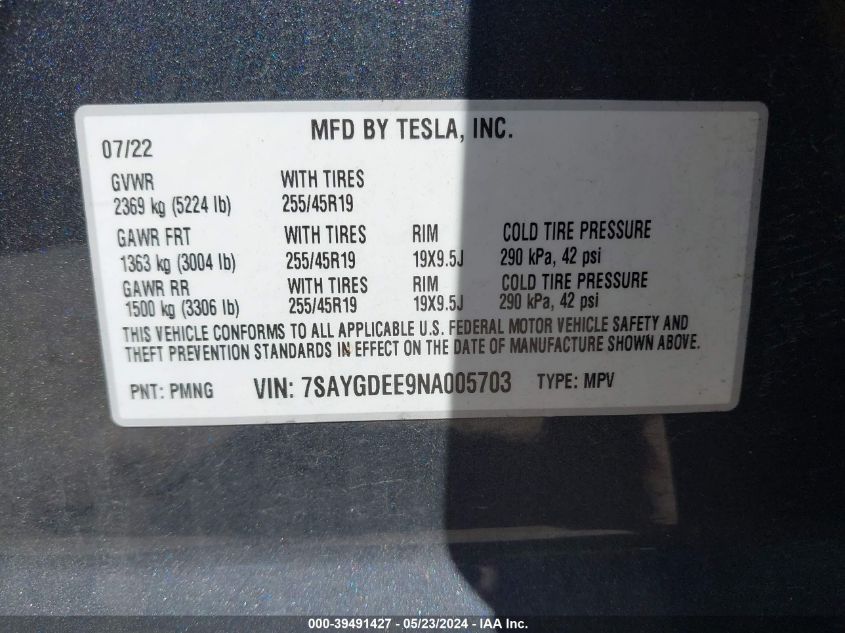 MFD BY TESLA, INC.
07/22
GVWR WITH TIRES
2369 kg (5224 lb) 255/45R19
GAWR FRT WITH TIRES RIM COLD TIRE PRESSURE
1363 kg (3004 lb) 255/45R19 19X9.5J 290 kPa, 42 psi
GAWR RR WITH TIRES RIM COLD TIRE PRESSURE
1500 kg (3306 lb) 255/45R19 19X9.5J 290 kPa, 42 psi
THIS VEHICLE CONFORMS TO ALL APPLICABLE U.S. FEDERAL MOTOR VEHICLE SAFETY AND
THEFT PREVENTION STANDARDS IN EFFECT ON THE DATE OF MANUFACTURE SHOWN ABOVE.
PNT: PMNG VIN: 7SAYGDEE9NA005703 TYPE: MPV
000-39491427 - 05/23/2024 - IAA Inc.